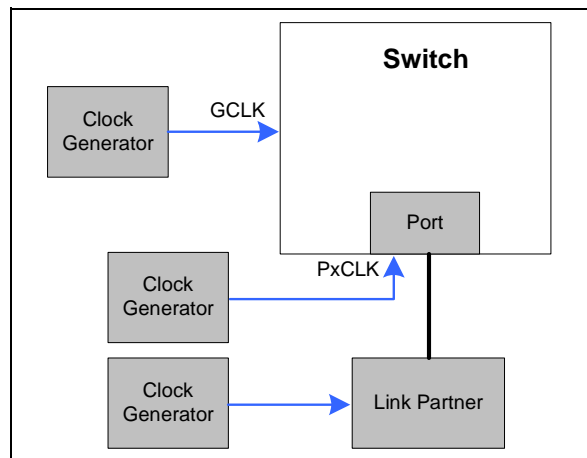 Switch
Clock
Generator
GCLK
Port
PxCLK
Clock
Generator
Clock
Generator
Link Partner